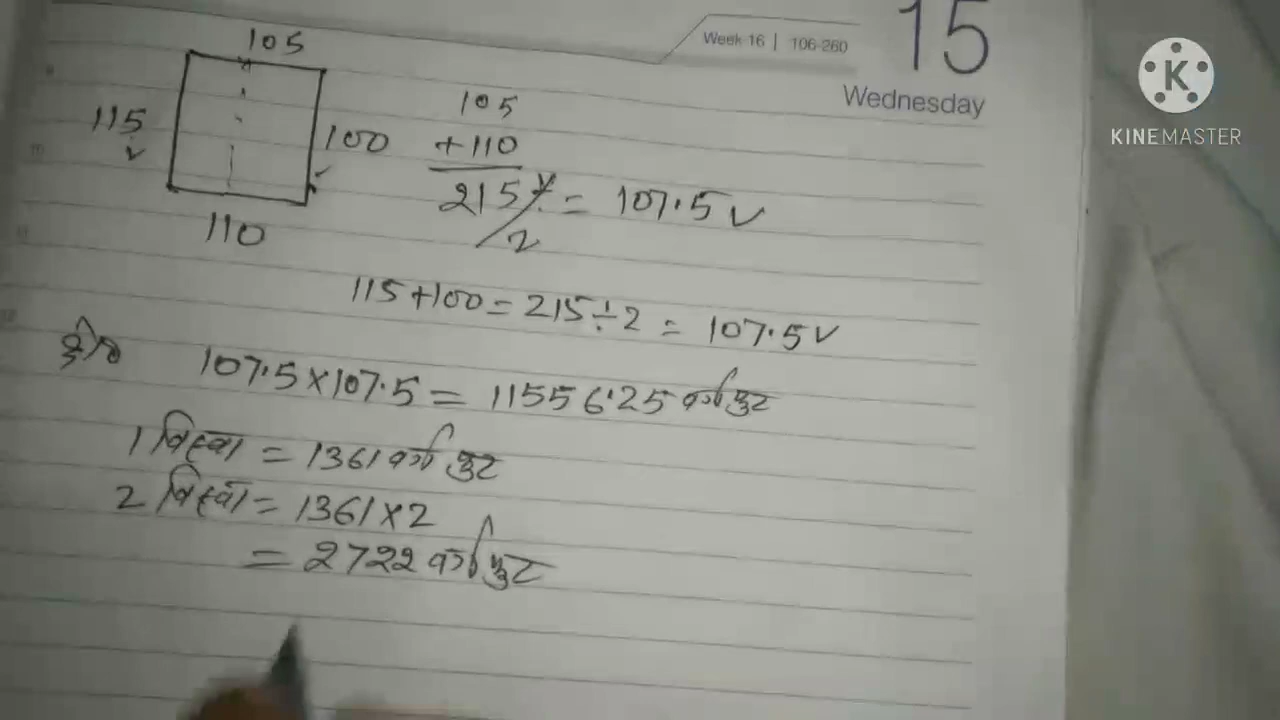 Week 16 | 106-260
15
Wednesday
K
KINEMASTER
105
115
100
110
105
+110
215/2 = 107.5
115+100=215÷2 = 107.5
107.5×107.5 = 11556.25 वर्ग फुट
1 विस्वा = 1361 वर्ग फुट
2 विस्वा = 1361×2
= 2722 वर्ग फुट